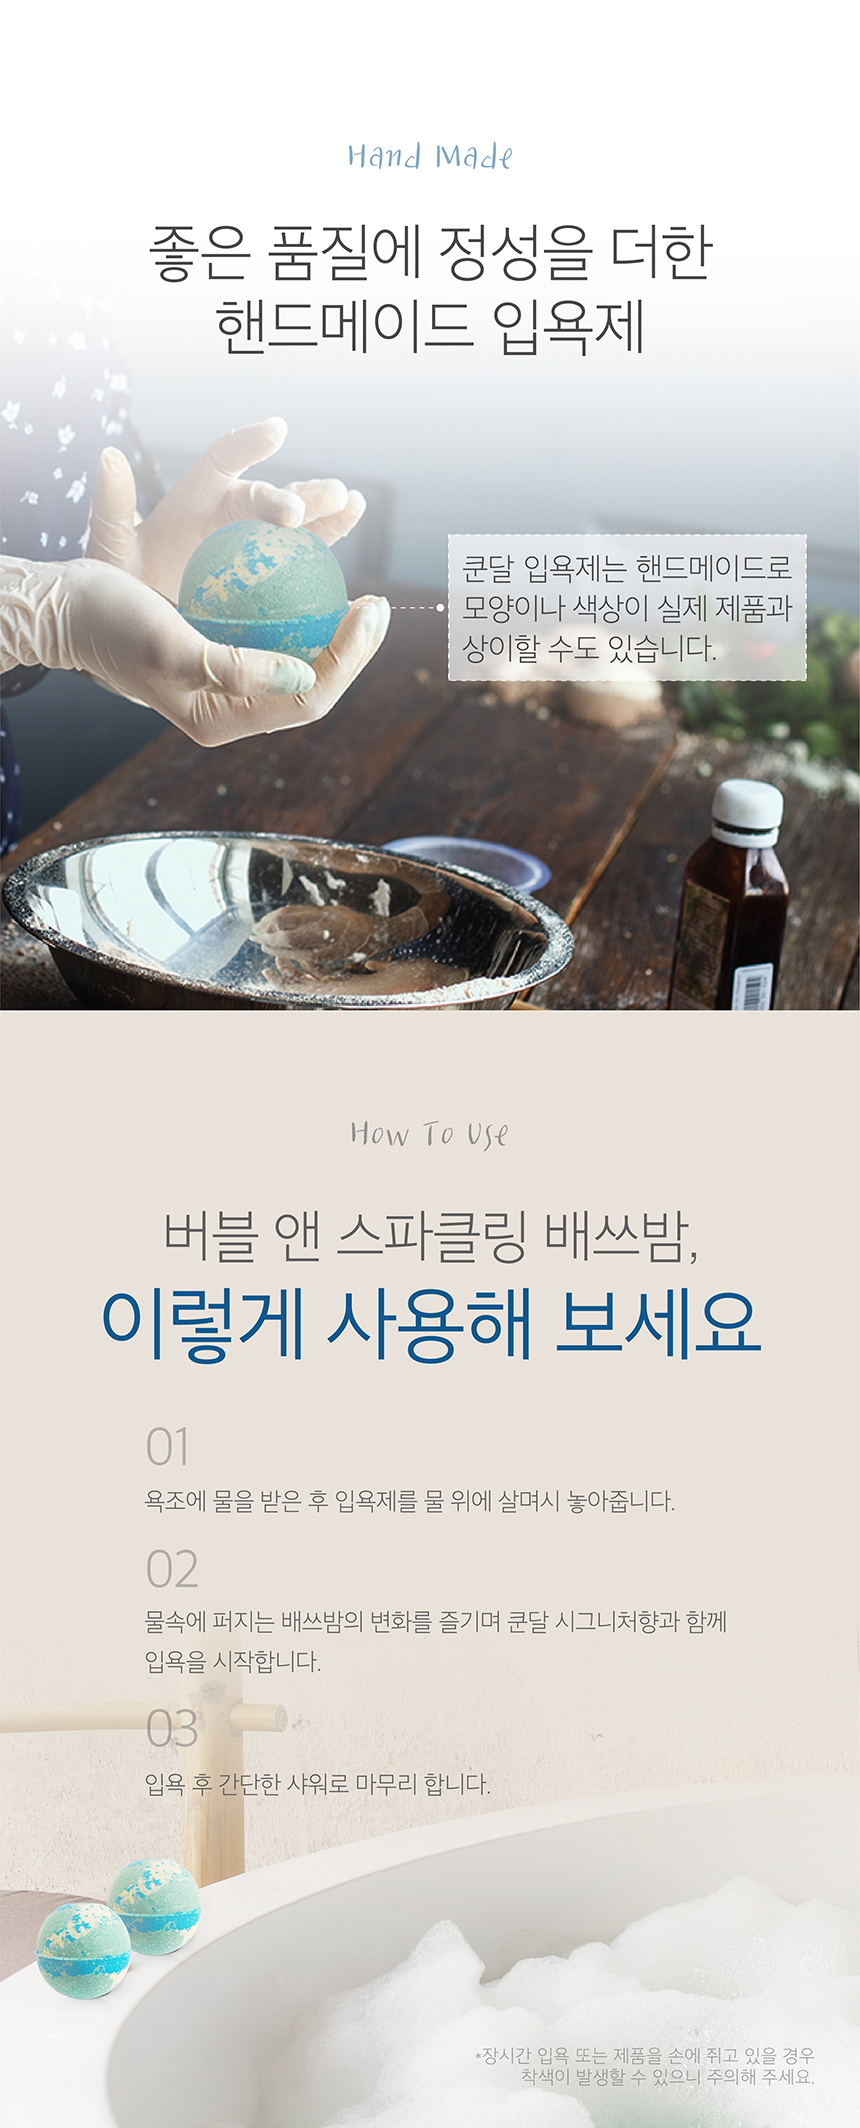 Hand Made
좋은 품질에 정성을 더한
핸드메이드 입욕제
쿤달 입욕제는 핸드메이드로
모양이나 색상이 실제 제품과
상이할 수도 있습니다.
How To Use
버블 앤 스파클링 배쓰밤,
이렇게 사용해 보세요
01
욕조에 물을 받은 후 입욕제를 물 위에 살며시 놓아줍니다.
02
물속에 퍼지는 배쓰밤의 변화를 즐기며 쿤달 시그니처향과 함께
입욕을 시작합니다.
03
입욕 후 간단한 샤워로 마무리 합니다.
*장시간 입욕 또는 제품을 손에 쥐고 있을 경우
착색이 발생할 수 있으니 주의해 주세요.